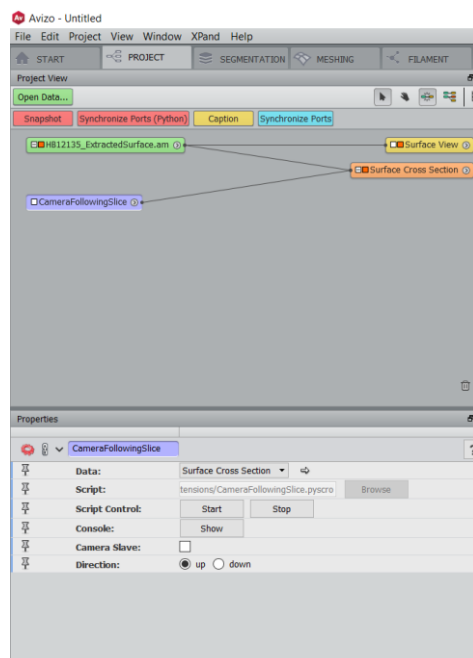 Av Avizo - Untitled
File Edit Project View Window XPand Help
START PROJECT SEGMENTATION MESHING FILAMENT
Project View
Open Data...
Snapshot Synchronize Ports (Python) Caption Synchronize Ports
HB12135_ExtractedSurface.am Surface View
Surface Cross Section
CameraFollowingSlice
Properties
CameraFollowingSlice ?
Data: Surface Cross Section
Script: tensions/CameraFollowingSlice.pyscro Browse
Script Control: Start Stop
Console: Show
Camera Slave:
Direction: up down